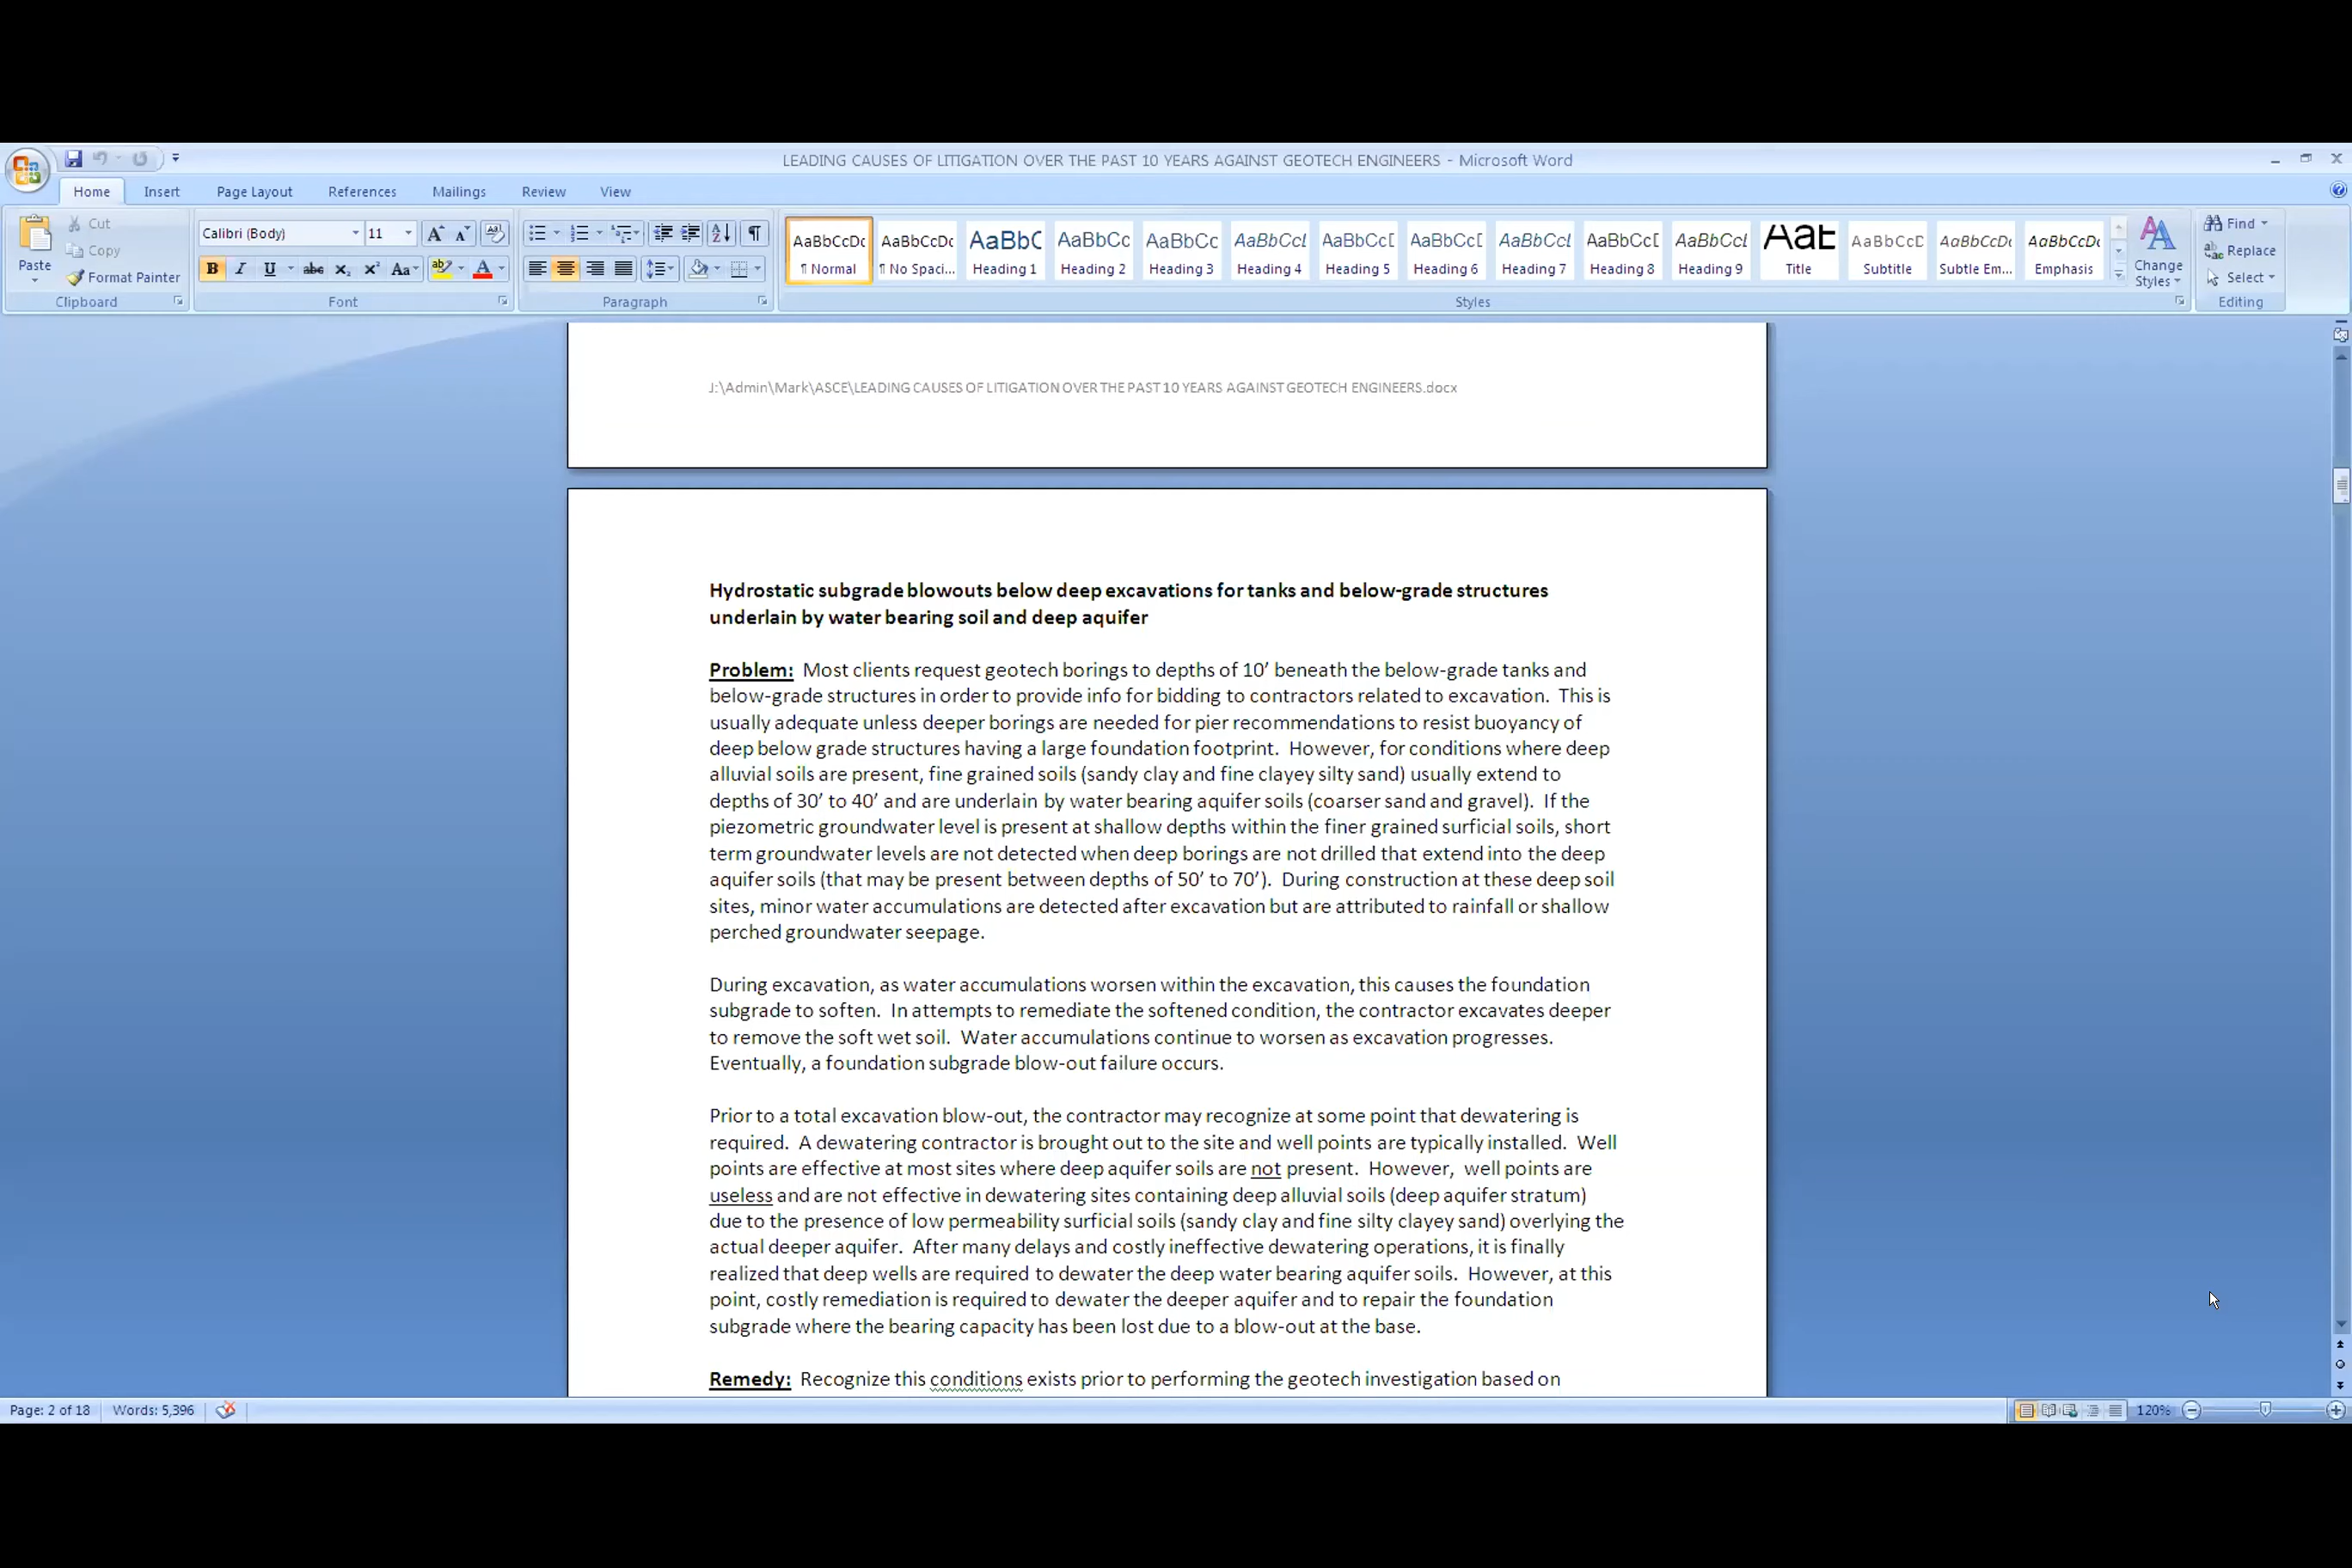 LEADING CAUSES OF LITIGATION OVER THE PAST 10 YEARS AGAINST GEOTECH ENGINEERS - Microsoft Word
Home Insert Page Layout References Mailings Review View
Paste
Cut
Copy
Format Painter
Clipboard
Calibri (Body) 11
Font
Paragraph
AaBbCcDc AaBbCcDc AaBbC AaBbCc AaBbCc AaBbCcI AaBbCcD AaBbCcD AaBbCcI AaBbCcD AaBbCcI AaB AaBbCcD AaBbCcDc AaBbCcDc
¶ Normal ¶ No Spaci... Heading 1 Heading 2 Heading 3 Heading 4 Heading 5 Heading 6 Heading 7 Heading 8 Heading 9 Title Subtitle Subtle Em... Emphasis
Styles
Change
Styles
Find
Replace
Select
Editing
J:\Admin\Mark\ASCE\LEADING CAUSES OF LITIGATION OVER THE PAST 10 YEARS AGAINST GEOTECH ENGINEERS.docx
Hydrostatic subgrade blowouts below deep excavations for tanks and below-grade structures
underlain by water bearing soil and deep aquifer
Problem: Most clients request geotech borings to depths of 10’ beneath the below-grade tanks and
below-grade structures in order to provide info for bidding to contractors related to excavation. This is
usually adequate unless deeper borings are needed for pier recommendations to resist buoyancy of
deep below grade structures having a large foundation footprint. However, for conditions where deep
alluvial soils are present, fine grained soils (sandy clay and fine clayey silty sand) usually extend to
depths of 30’ to 40’ and are underlain by water bearing aquifer soils (coarser sand and gravel). If the
piezometric groundwater level is present at shallow depths within the finer grained surficial soils, short
term groundwater levels are not detected when deep borings are not drilled that extend into the deep
aquifer soils (that may be present between depths of 50’ to 70’). During construction at these deep soil
sites, minor water accumulations are detected after excavation but are attributed to rainfall or shallow
perched groundwater seepage.
During excavation, as water accumulations worsen within the excavation, this causes the foundation
subgrade to soften. In attempts to remediate the softened condition, the contractor excavates deeper
to remove the soft wet soil. Water accumulations continue to worsen as excavation progresses.
Eventually, a foundation subgrade blow-out failure occurs.
Prior to a total excavation blow-out, the contractor may recognize at some point that dewatering is
required. A dewatering contractor is brought out to the site and well points are typically installed. Well
points are effective at most sites where deep aquifer soils are not present. However, well points are
useless and are not effective in dewatering sites containing deep alluvial soils (deep aquifer stratum)
due to the presence of low permeability surficial soils (sandy clay and fine silty clayey sand) overlying the
actual deeper aquifer. After many delays and costly ineffective dewatering operations, it is finally
realized that deep wells are required to dewater the deep water bearing aquifer soils. However, at this
point, costly remediation is required to dewater the deeper aquifer and to repair the foundation
subgrade where the bearing capacity has been lost due to a blow-out at the base.
Remedy: Recognize this conditions exists prior to performing the geotech investigation based on
Page: 2 of 18 Words: 5,396 120%